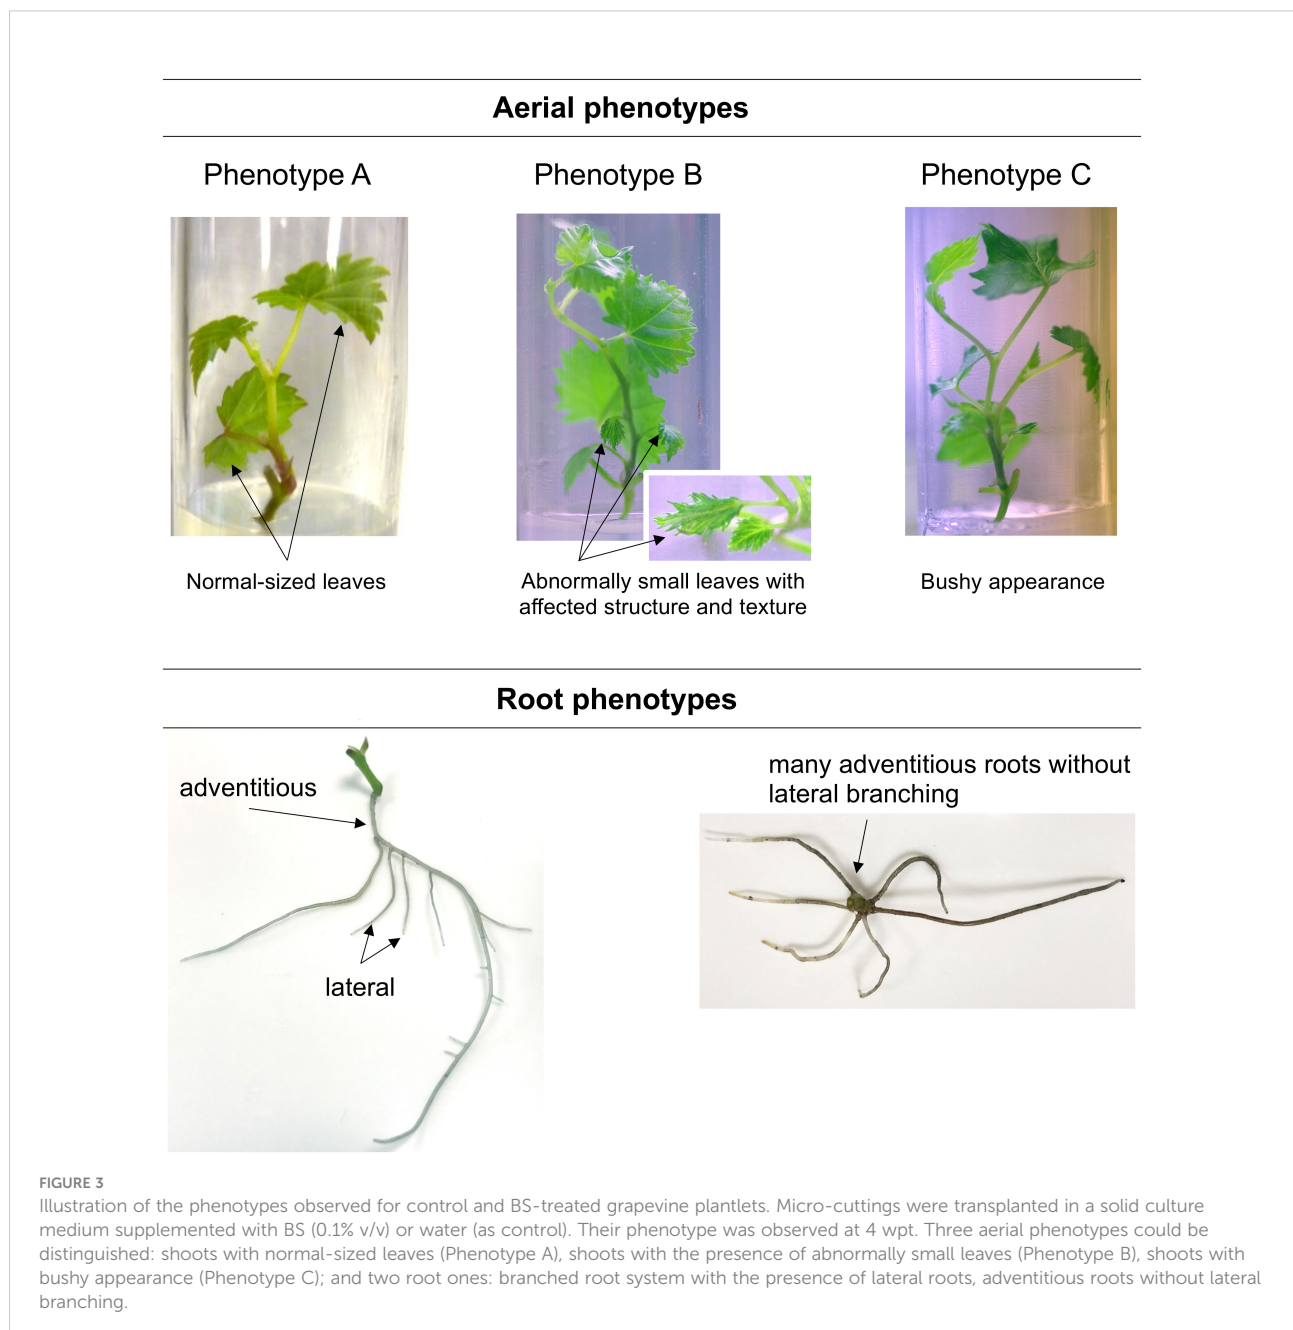 Aerial phenotypes
Phenotype A
Phenotype B
Phenotype C
Normal-sized leaves
Abnormally small leaves with
affected structure and texture
Bushy appearance
Root phenotypes
adventitious
lateral
many adventitious roots without
lateral branching
FIGURE 3
Illustration of the phenotypes observed for control and BS-treated grapevine plantlets. Micro-cuttings were transplanted in a solid culture
medium supplemented with BS (0.1% v/v) or water (as control). Their phenotype was observed at 4 wpt. Three aerial phenotypes could be
distinguished: shoots with normal-sized leaves (Phenotype A), shoots with the presence of abnormally small leaves (Phenotype B), shoots with
bushy appearance (Phenotype C); and two root ones: branched root system with the presence of lateral roots, adventitious roots without lateral
branching.